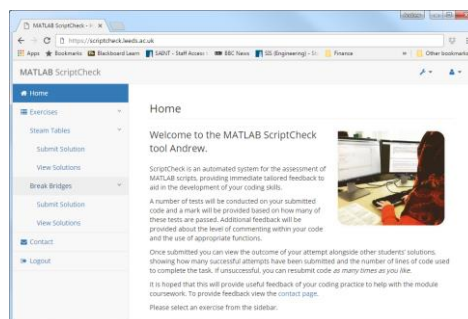 MATLAB ScriptCheck - H
https://scriptcheck.leeds.ac.uk
Apps Bookmarks Blackboard Learn SAINT - Staff Access BBC News SIS (Engineering) - Finance » Other bookmarks
MATLAB ScriptCheck
Home
Exercises
Steam Tables
Submit Solution
View Solutions
Break Bridges
Submit Solution
View Solutions
Contact
Logout
Home
Welcome to the MATLAB ScriptCheck
tool Andrew.
ScriptCheck is an automated system for the assessment of
MATLAB scripts, providing immediate tailored feedback to
aid in the development of your coding skills.
A number of tests will be conducted on your submitted
code and a mark will be provided based on how many of
these tests are passed. Additional feedback will be
provided about the level of commenting within your code
and the use of appropriate functions.
Once submitted you can view the outcome of your attempt alongside other students' solutions,
showing how many successful attempts have been submitted and the number of lines of code used
to complete the task. If unsuccessful, you can resubmit code as many times as you like.
It is hoped that this will provide useful feedback of your coding practice to help with the module
coursework. To provide feedback view the contact page.
Please select an exercise from the sidebar.